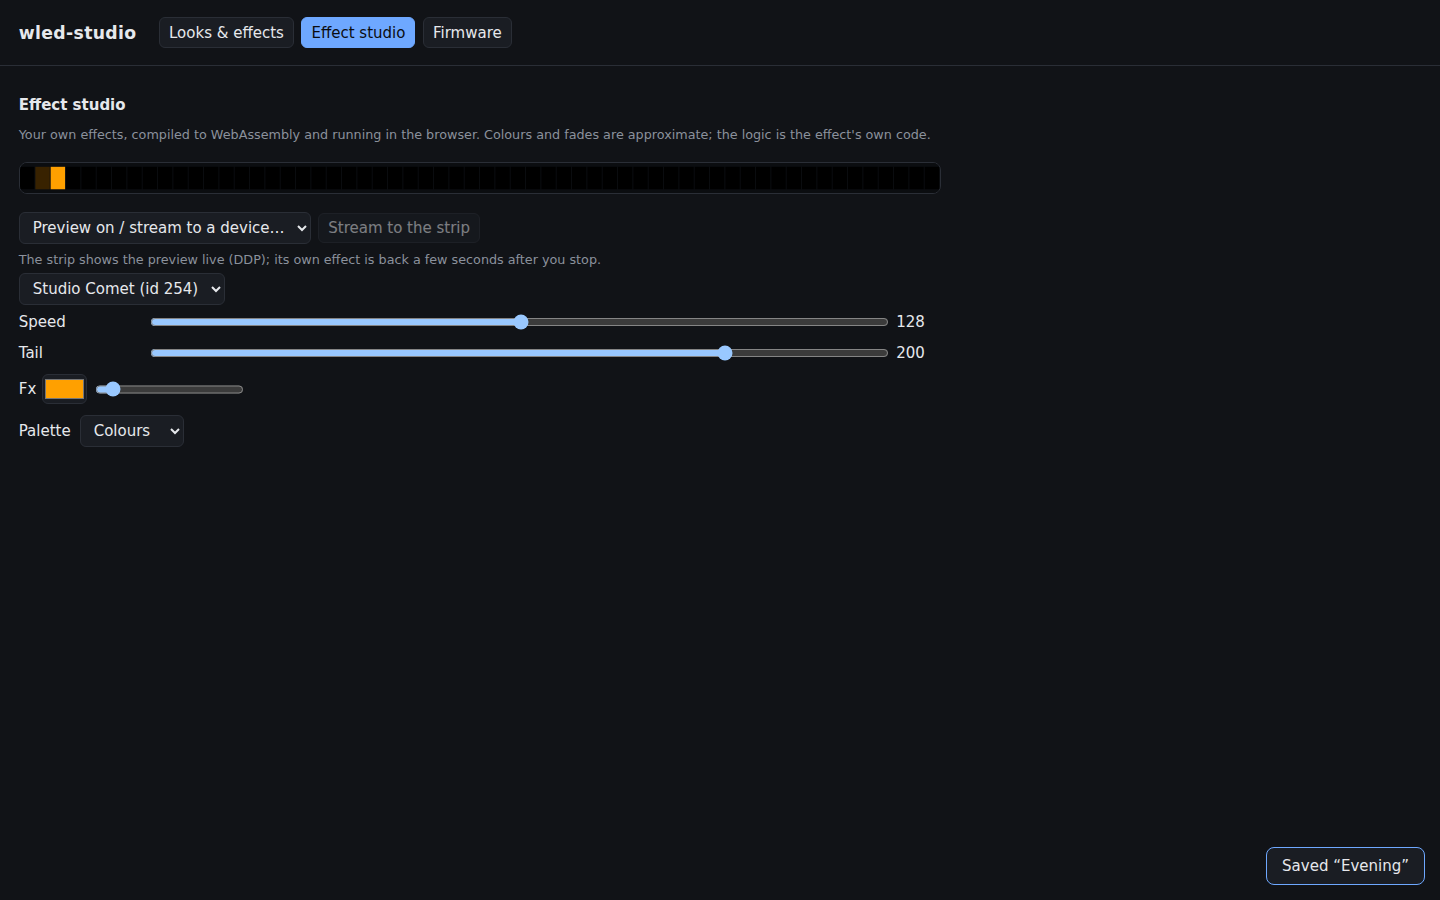 wled-studio Looks & effects Effect studio Firmware
Effect studio
Your own effects, compiled to WebAssembly and running in the browser. Colours and fades are approximate; the logic is the effect's own code.
Preview on / stream to a device… Stream to the strip
The strip shows the preview live (DDP); its own effect is back a few seconds after you stop.
Studio Comet (id 254)
Speed 128
Tail 200
Fx
Palette Colours
Saved “Evening”